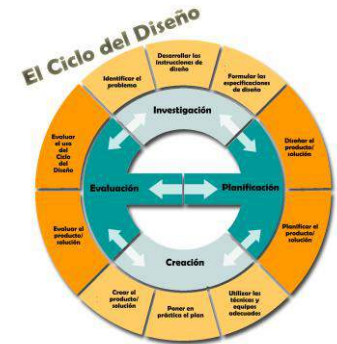 El Ciclo del Diseño
Identificar el
problema
Desarrollar las
instrucciones de
diseño
Formular las
especificaciones
de diseño
Evaluar
el uso
del
Ciclo
del
Diseño
Investigación
Diseñar el
producto/
solución
Evaluación
Planificación
Evaluar el
producto/
solución
Planificar el
producto/
solución
Creación
Crear el
producto/
solución
Poner en
práctica el plan
Utilizar las
técnicas y
equipos
adecuados